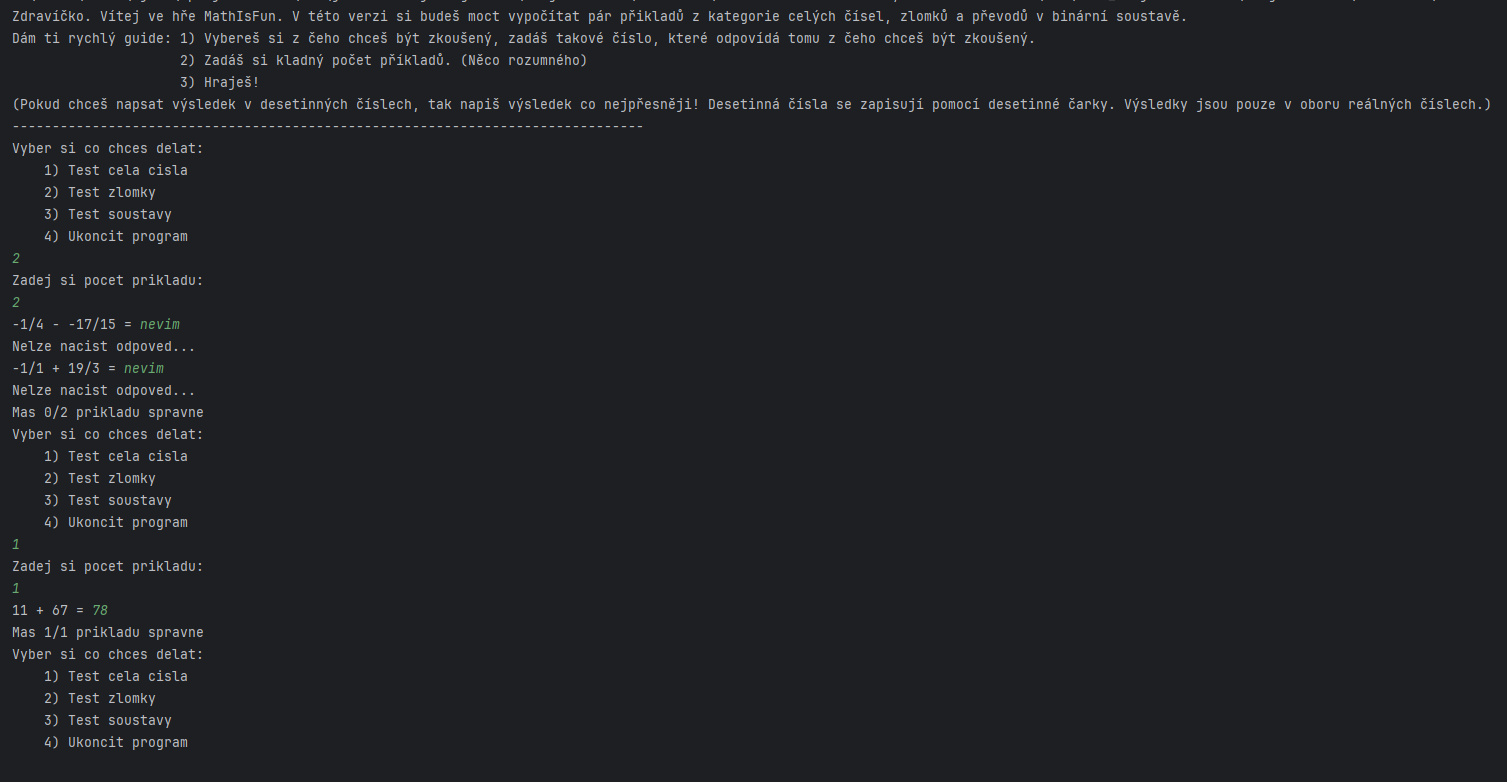 Zdravíčko. Vítej ve hře MathIsFun. V této verzi si budeš moct vypočítat pár příkladů z kategorie celých čísel, zlomků a převodů v binární soustavě.
Dám ti rychlý guide: 1) Vybereš si z čeho chceš být zkoušený, zadáš takové číslo, které odpovídá tomu z čeho chceš být zkoušený.
2) Zadáš si kladný počet příkladů. (Něco rozumného)
3) Hraješ!
(Pokud chceš napsat výsledek v desetinných číslech, tak napiš výsledek co nejpřesněji! Desetinná čísla se zapisují pomocí desetinné čarky. Výsledky jsou pouze v oboru reálných číslech.)
-------------------------------------------------------------------------------
Vyber si co chces delat:
1) Test cela cisla
2) Test zlomky
3) Test soustavy
4) Ukoncit program
2
Zadej si pocet prikladu:
2
-1/4 - -17/15 = nevim
Nelze nacist odpoved...
-1/1 + 19/3 = nevim
Nelze nacist odpoved...
Mas 0/2 prikladu spravne
Vyber si co chces delat:
1) Test cela cisla
2) Test zlomky
3) Test soustavy
4) Ukoncit program
1
Zadej si pocet prikladu:
1
11 + 67 = 78
Mas 1/1 prikladu spravne
Vyber si co chces delat:
1) Test cela cisla
2) Test zlomky
3) Test soustavy
4) Ukoncit program